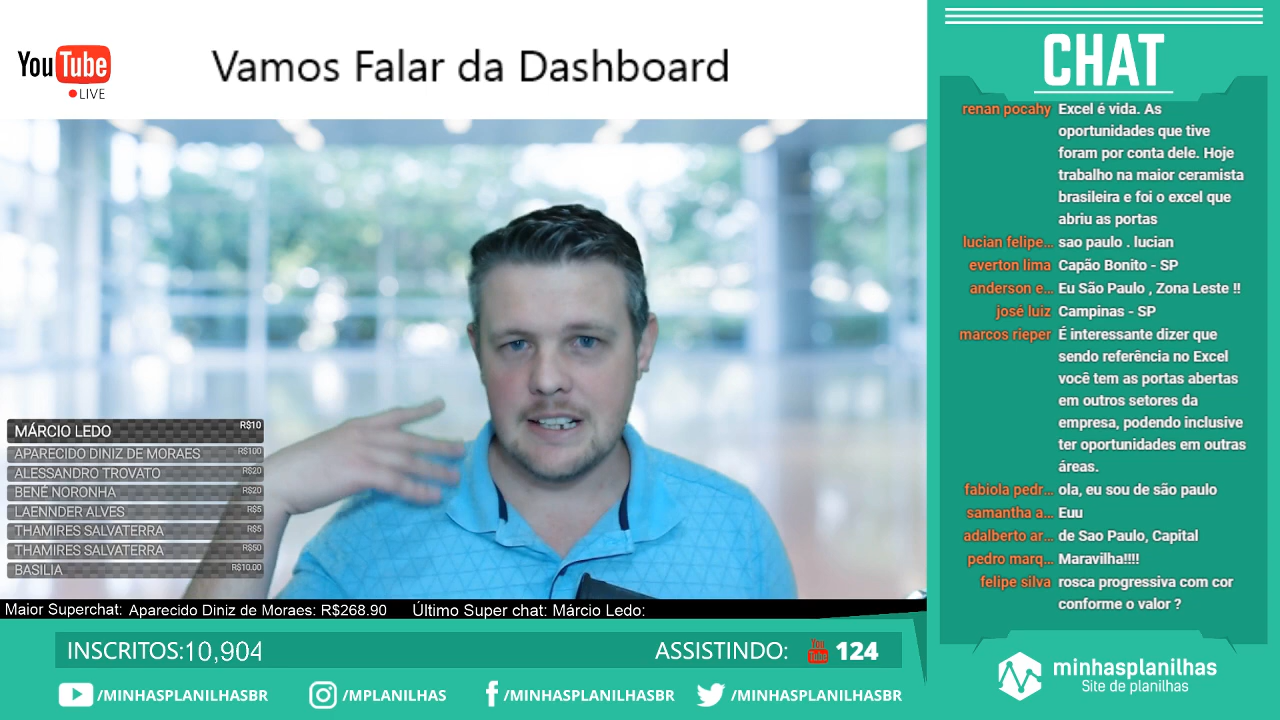 YouTube
LIVE
Vamos Falar da Dashboard
MÁRCIO LEDO R$10
APARECIDO DINIZ DE MORAES R$100
ALESSANDRO TROVATO R$20
BENÊ NORONHA R$20
LAENNDER ALVES R$5
THAMIRES SALVATERRA R$5
THAMIRES SALVATERRA R$50
BASILIA R$10.00
Maior Superchat: Aparecido Diniz de Moraes: R$268.90 Último Super chat: Márcio Ledo:
INSCRITOS:10,904 ASSISTINDO: You Tube 124
/MINHASPLANILHASBR /MPLANILHAS /MINHASPLANILHASBR /MINHASPLANILHASBR
CHAT
renan pocahy Excel é vida. As
oportunidades que tive
foram por conta dele. Hoje
trabalho na maior ceramista
brasileira e foi o excel que
abriu as portas
lucian felipe... sao paulo . lucian
everton lima Capão Bonito - SP
anderson e... Eu São Paulo , Zona Leste !!
josé luiz Campinas - SP
marcos rieper É interessante dizer que
sendo referência no Excel
você tem as portas abertas
em outros setores da
empresa, podendo inclusive
ter oportunidades em outras
áreas.
fabiola pedr... ola, eu sou de são paulo
samantha a... Euu
adalberto ar... de Sao Paulo, Capital
pedro marq... Maravilha!!!!
felipe silva rosca progressiva com cor
conforme o valor ?
minhasplanilhas
Site de planilhas